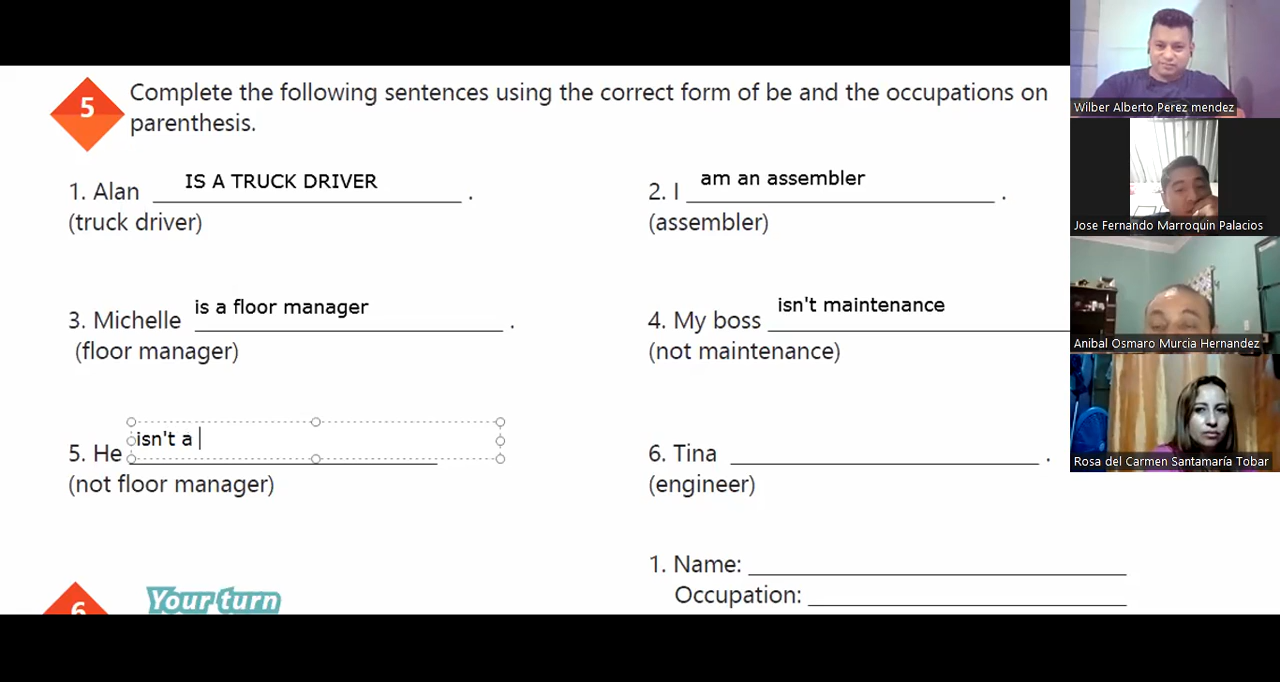 5
Complete the following sentences using the correct form of be and the occupations on
parenthesis.
1. Alan IS A TRUCK DRIVER .
(truck driver)
2. I am an assembler .
(assembler)
3. Michelle is a floor manager .
(floor manager)
4. My boss isn't maintenance
(not maintenance)
5. He isn't a
(not floor manager)
6. Tina .
(engineer)
1. Name:
Occupation:
6
Your turn
Wilber Alberto Perez mendez
Jose Fernando Marroquin Palacios
Anibal Osmaro Murcia Hernandez
Rosa del Carmen Santamaría Tobar